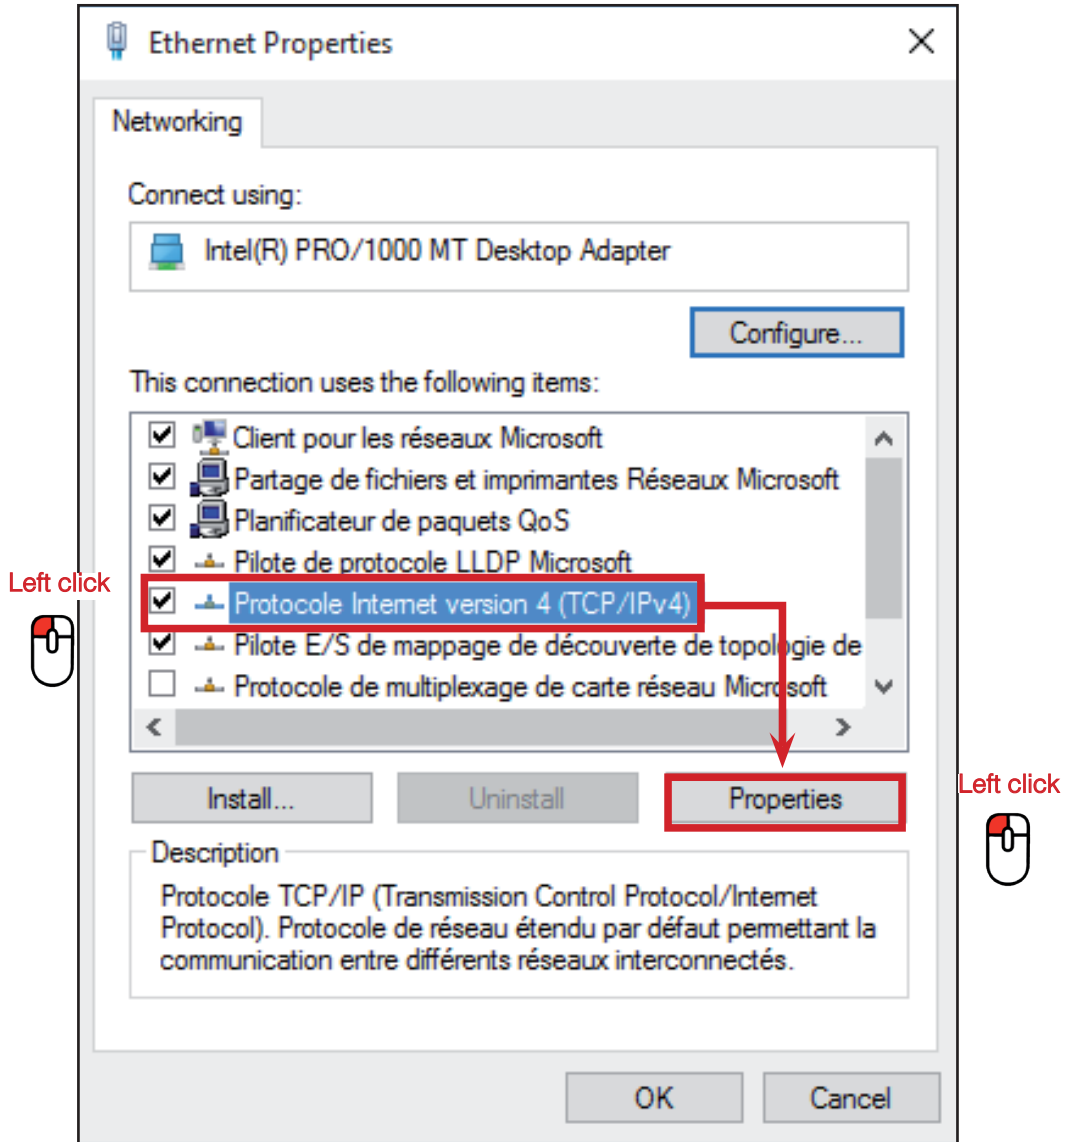 Ethernet Properties
Networking
Connect using:
Intel(R) PRO/1000 MT Desktop Adapter
Configure...
This connection uses the following items:
Client pour les réseaux Microsoft
Partage de fichiers et imprimantes Réseaux Microsoft
Planificateur de paquets QoS
Pilote de protocole LLDP Microsoft
Left click
Protocole Internet version 4 (TCP/IPv4)
Pilote E/S de mappage de découverte de topologie de
Protocole de multiplexage de carte réseau Microsoft
Install...
Uninstall
Properties
Left click
Description
Protocole TCP/IP (Transmission Control Protocol/Internet
Protocol). Protocole de réseau étendu par défaut permettant la
communication entre différents réseaux interconnectés.
OK
Cancel